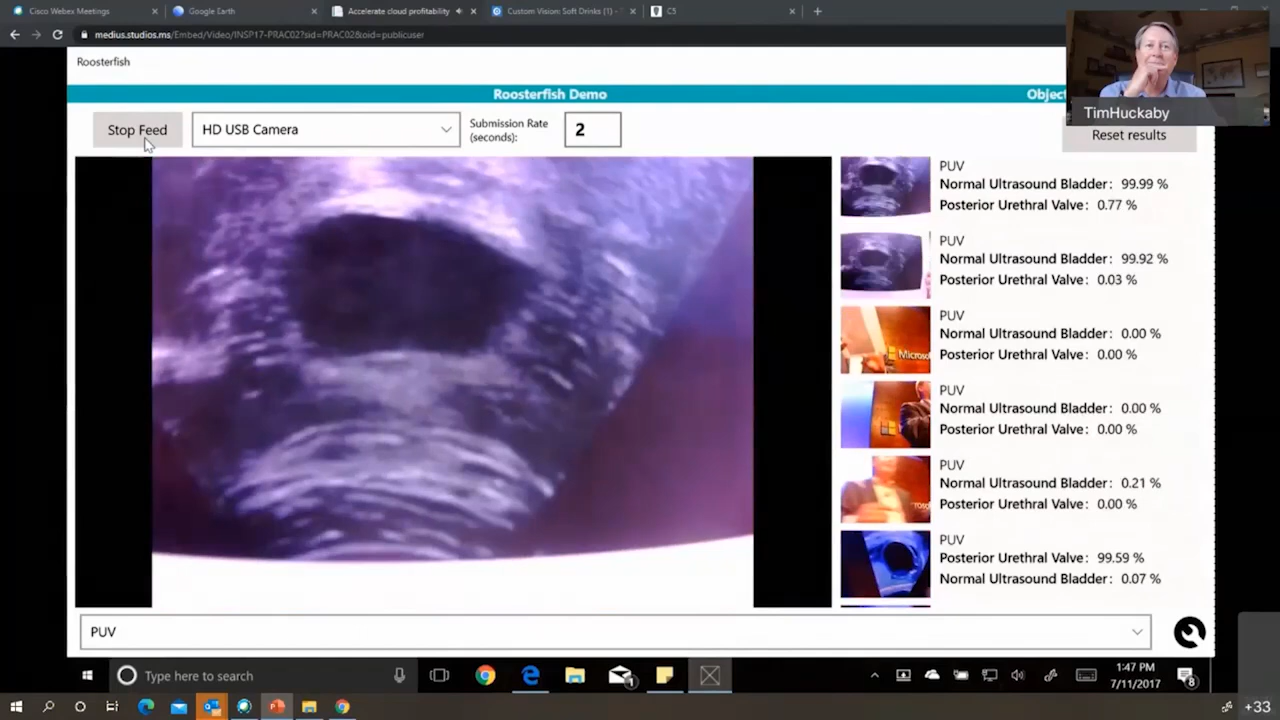 Cisco Webex Meetings
Google Earth
Accelerate cloud profitability
Custom Vision: Soft Drinks (1) -
C5
medius.studios.ms/Embed/Video/INSP17-PRAC02?sid=PRAC02&oid=publicuser
Roosterfish
Roosterfish Demo
Objec
TimHuckaby
Stop Feed
HD USB Camera
Submission Rate
(seconds):
2
Reset results
PUV
Normal Ultrasound Bladder: 99.99 %
Posterior Urethral Valve: 0.77 %
PUV
Normal Ultrasound Bladder: 99.92 %
Posterior Urethral Valve: 0.03 %
PUV
Normal Ultrasound Bladder: 0.00 %
Posterior Urethral Valve: 0.00 %
Microsof
PUV
Normal Ultrasound Bladder: 0.00 %
Posterior Urethral Valve: 0.00 %
PUV
Normal Ultrasound Bladder: 0.21 %
Posterior Urethral Valve: 0.00 %
PUV
Posterior Urethral Valve: 99.59 %
Normal Ultrasound Bladder: 0.07 %
PUV
Type here to search
1
1:47 PM
7/11/2017
8
+33